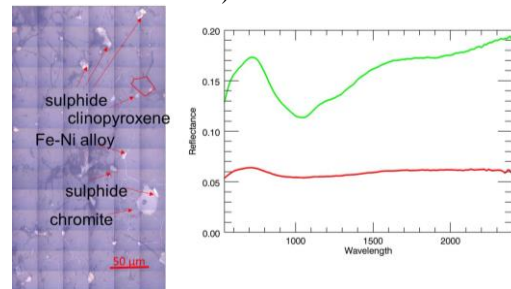 sulphide
clinopyroxene
Fe-Ni alloy
sulphide
chromite
50 µm
0.20
0.15
0.10
0.05
0.00
Reflectance
1000
1500
2000
Wavelength